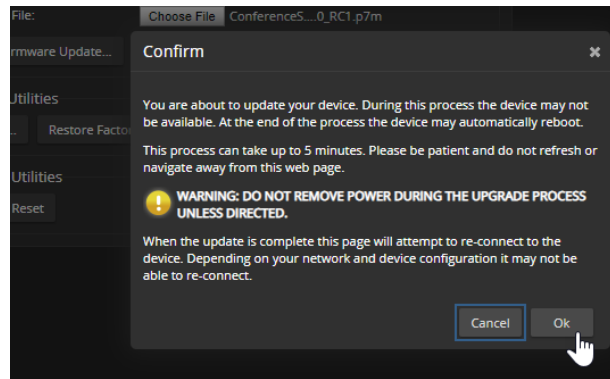 File:
Choose File ConferenceS....0_RC1.p7m
rmware Update...
Confirm
×
Utilities
You are about to update your device. During this process the device may not
be available. At the end of the process the device may automatically reboot.
... Restore Facto
This process can take up to 5 minutes. Please be patient and do not refresh or
navigate away from this web page.
Utilities
WARNING: DO NOT REMOVE POWER DURING THE UPGRADE PROCESS
UNLESS DIRECTED.
Reset
When the update is complete this page will attempt to re-connect to the
device. Depending on your network and device configuration it may not be
able to re-connect.
Cancel Ok